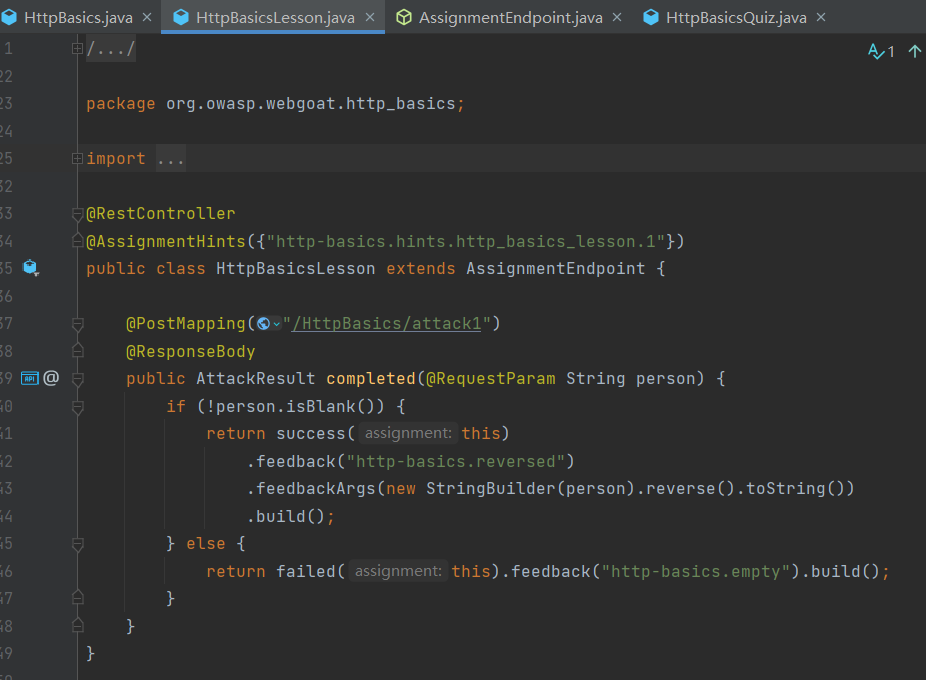 HttpBasics.java × HttpBasicsLesson.java × AssignmentEndpoint.java × HttpBasicsQuiz.java ×
1 /.../ 1
22
23 package org.owasp.webgoat.http_basics;
24
25 import ...
32
33 @RestController
34 @AssignmentHints({"http-basics.hints.http_basics_lesson.1"})
35 public class HttpBasicsLesson extends AssignmentEndpoint {
36
37 @PostMapping("/HttpBasics/attack1")
38 @ResponseBody
39 API @ public AttackResult completed(@RequestParam String person) {
40 if (!person.isBlank()) {
41 return success( assignment: this)
42 .feedback("http-basics.reversed")
43 .feedbackArgs(new StringBuilder(person).reverse().toString())
44 .build();
45 } else {
46 return failed( assignment: this).feedback("http-basics.empty").build();
47 }
48 }
49 }